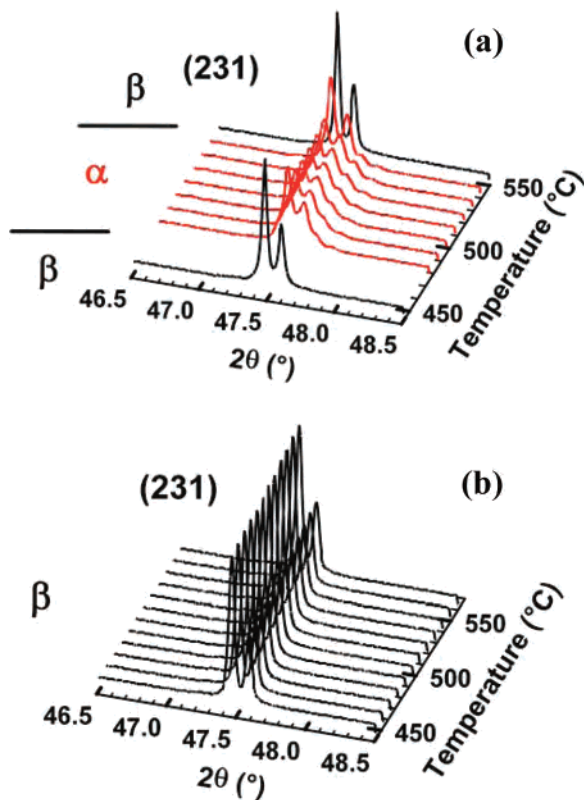 (a)
(231)
β
α
β
550
500
450
Temperature (°C)
46.5 47.0 47.5 48.0 48.5
2θ (°)
(b)
(231)
β
550
500
450
Temperature (°C)
46.5 47.0 47.5 48.0 48.5
2θ (°)